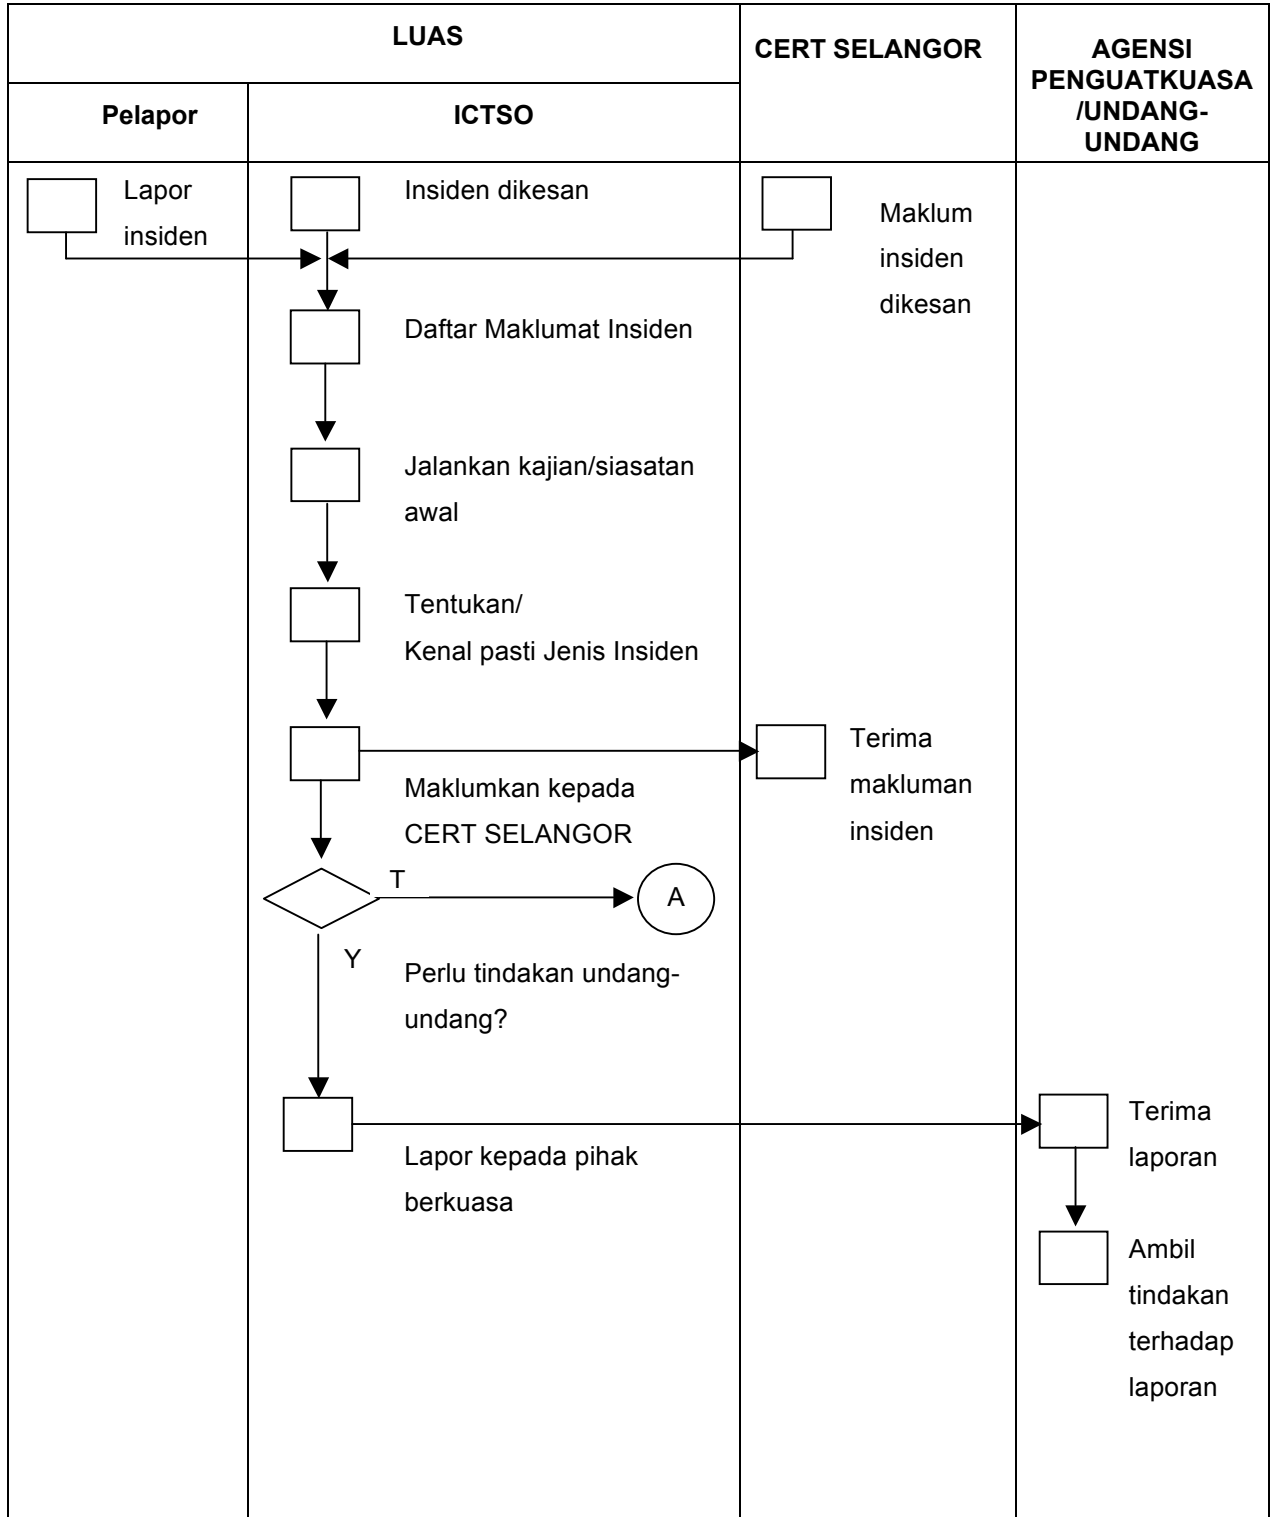 LUAS
CERT SELANGOR
AGENSI
PENGUATKUASA
/UNDANG-
UNDANG
Pelapor
ICTSO
Lapor
insiden
Insiden dikesan
Maklum
insiden
dikesan
Daftar Maklumat Insiden
Jalankan kajian/siasatan
awal
Tentukan/
Kenal pasti Jenis Insiden
Maklumkan kepada
CERT SELANGOR
Terima
makluman
insiden
T
A
Y
Perlu tindakan undang-
undang?
Lapor kepada pihak
berkuasa
Terima
laporan
Ambil
tindakan
terhadap
laporan